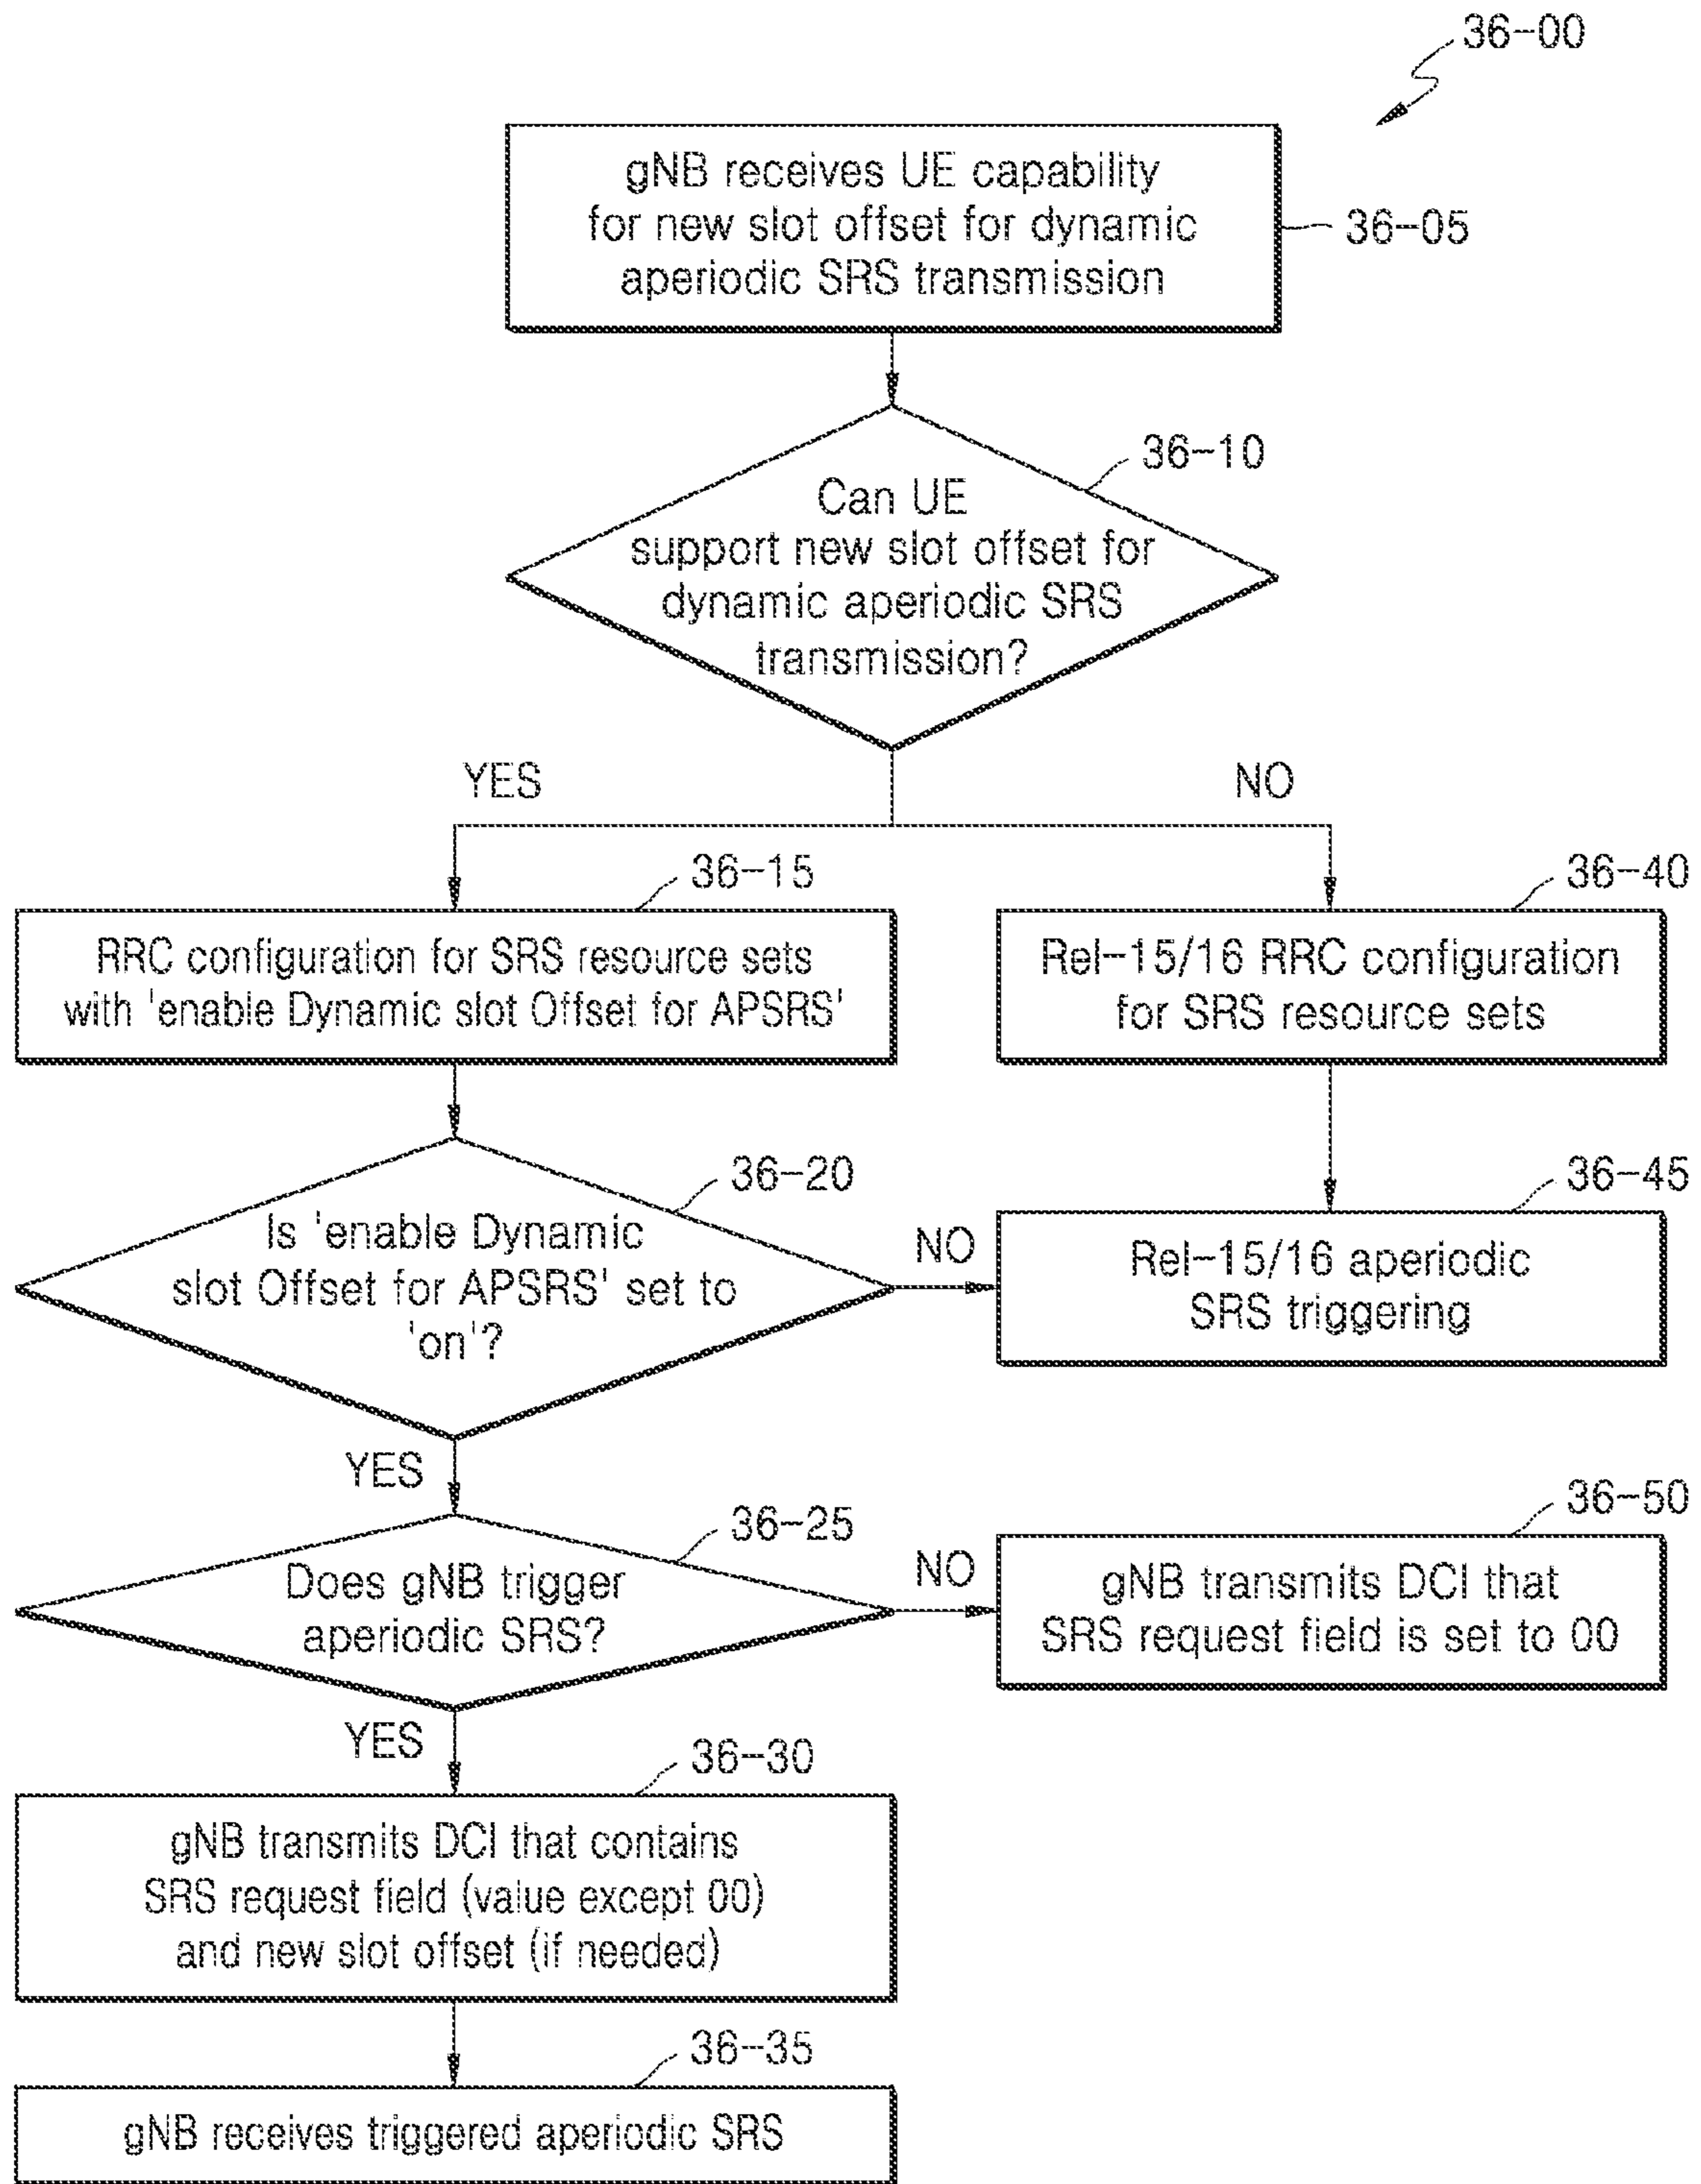 36-00
gNB receives UE capability
for new slot offset for dynamic
aperiodic SRS transmission
36-05
36-10
Can UE
support new slot offset for
dynamic aperiodic SRS
transmission?
YES
NO
36-15
RRC configuration for SRS resource sets
with 'enable Dynamic slot Offset for APSRS'
36-40
Rel-15/16 RRC configuration
for SRS resource sets
36-20
Is 'enable Dynamic
slot Offset for APSRS' set to
'on'?
NO
36-45
Rel-15/16 aperiodic
SRS triggering
YES
36-25
Does gNB trigger
aperiodic SRS?
NO
36-50
gNB transmits DCI that
SRS request field is set to 00
YES
36-30
gNB transmits DCI that contains
SRS request field (value except 00)
and new slot offset (if needed)
36-35
gNB receives triggered aperiodic SRS